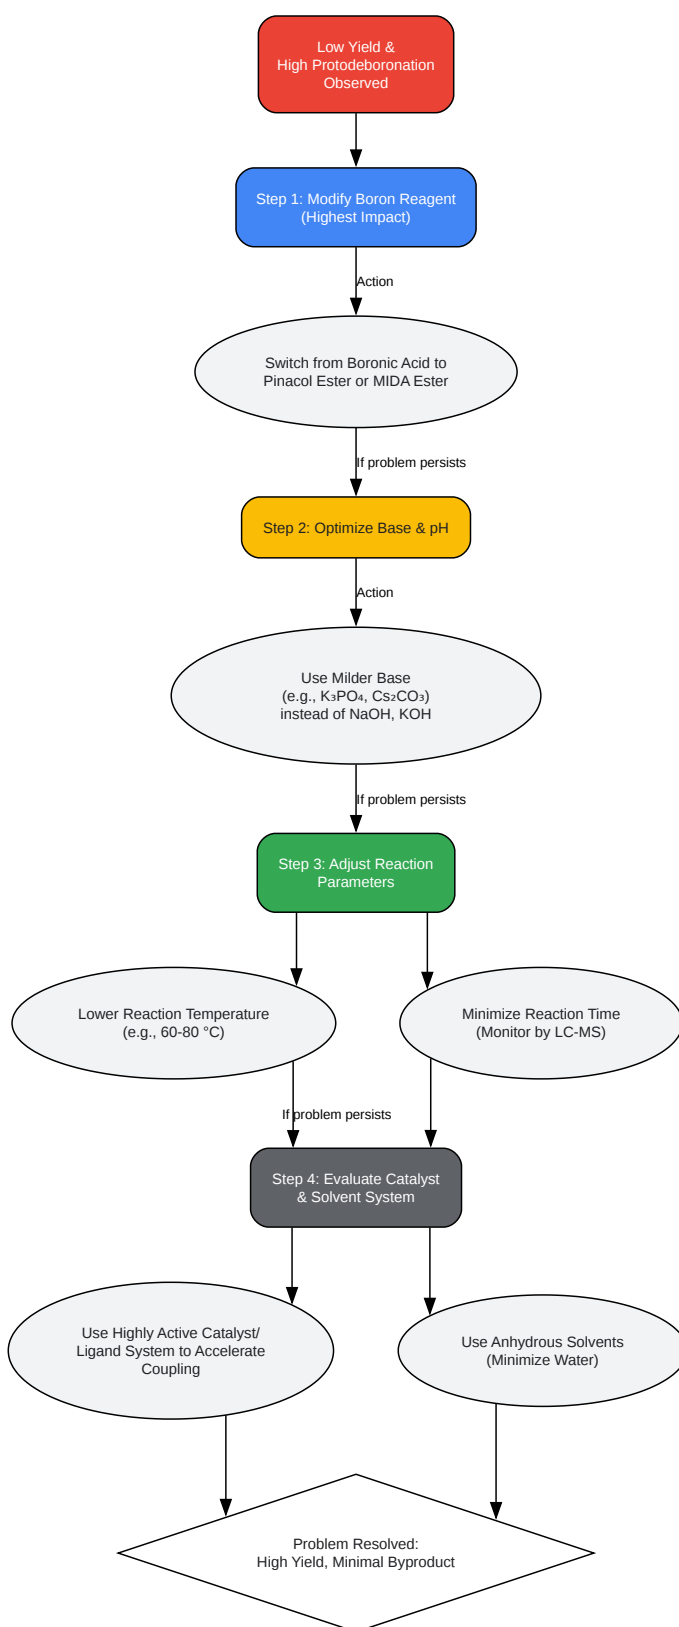 Low Yield &
High Protodeboronation
Observed
Step 1: Modify Boron Reagent
(Highest Impact)
Action
Switch from Boronic Acid to
Pinacol Ester or MIDA Ester
If problem persists
Step 2: Optimize Base & pH
Action
Use Milder Base
(e.g., K₃PO₄, Cs₂CO₃)
instead of NaOH, KOH
If problem persists
Step 3: Adjust Reaction
Parameters
Lower Reaction Temperature
(e.g., 60-80 °C)
Minimize Reaction Time
(Monitor by LC-MS)
If problem persists
Step 4: Evaluate Catalyst
& Solvent System
Use Highly Active Catalyst/
Ligand System to Accelerate
Coupling
Use Anhydrous Solvents
(Minimize Water)
Problem Resolved:
High Yield, Minimal Byproduct